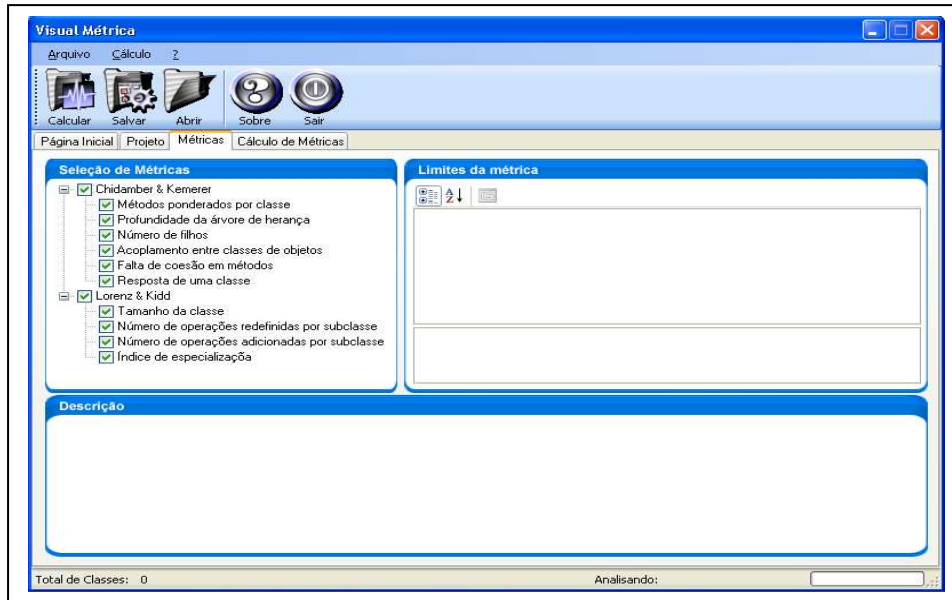 Visual Métrica
Arquivo Cálculo ?
Calcular Salvar Abrir Sobre Sair
Página Inicial Projeto Métricas Cálculo de Métricas
Seleção de Métricas
Chidamber & Kemerer
Métodos ponderados por classe
Profundidade da árvore de herança
Número de filhos
Acoplamento entre classes de objetos
Falta de coesão em métodos
Resposta de uma classe
Lorenz & Kidd
Tamanho da classe
Número de operações redefinidas por subclasse
Número de operações adicionadas por subclasse
Índice de especializaçõa
Limites da métrica
A
Z
Descrição
Total de Classes: 0
Analisando: